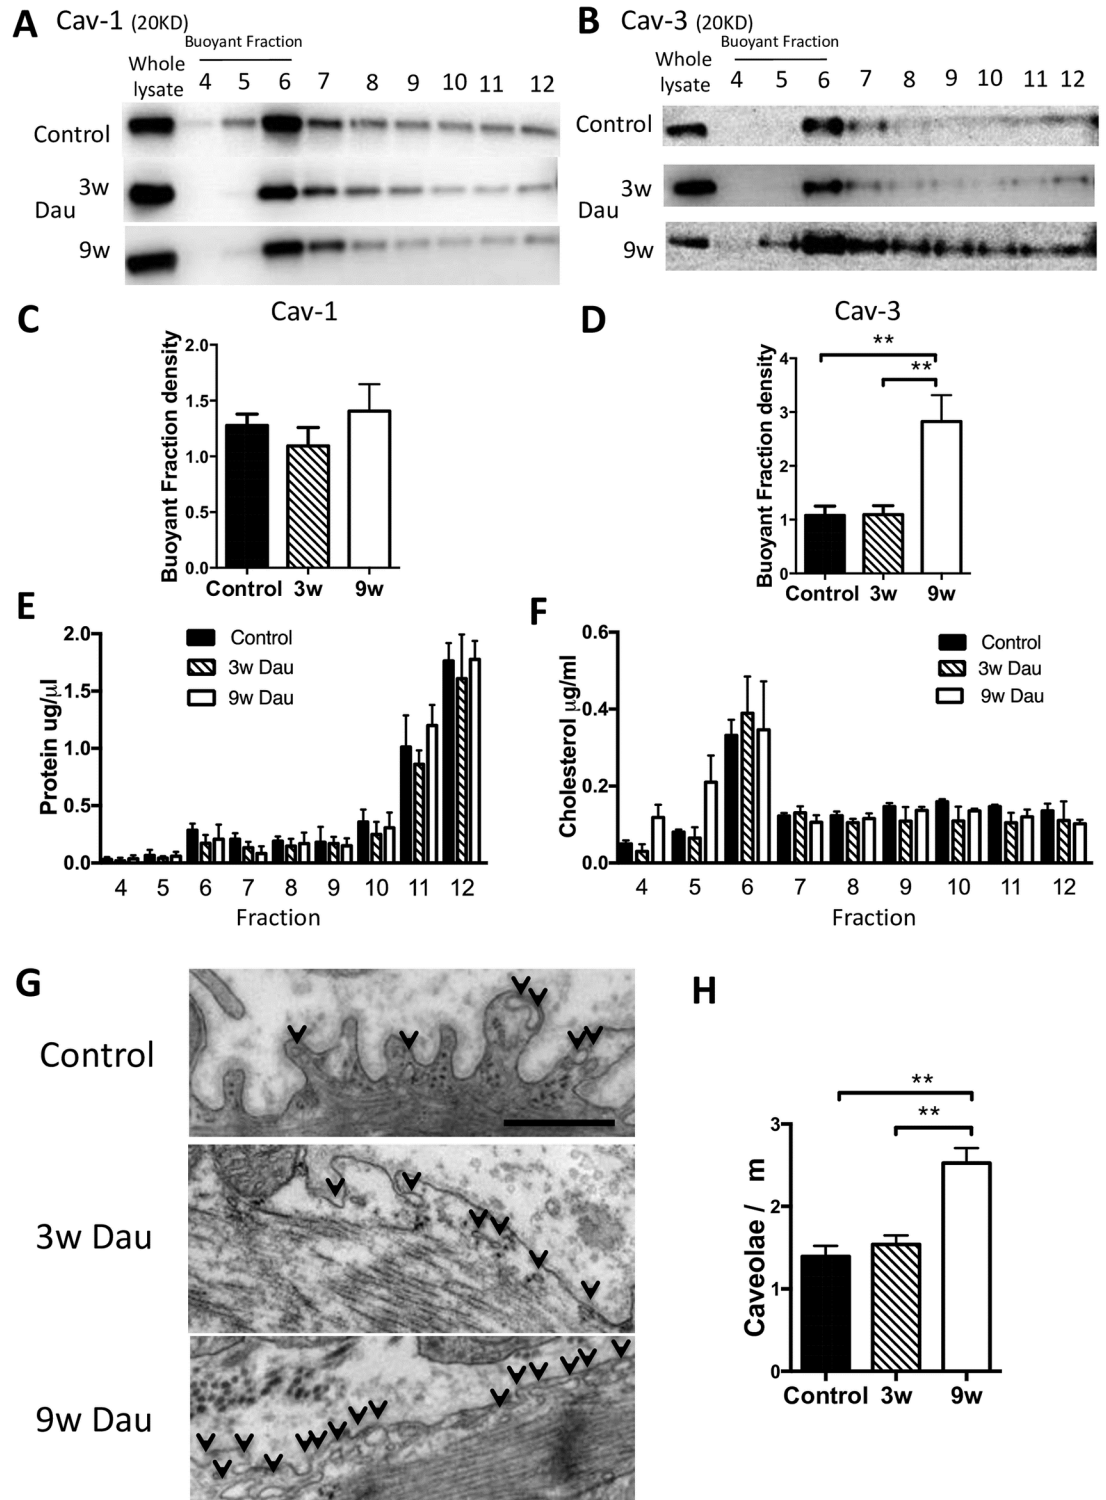 A Cav-1 (20KD)
Buoyant Fraction
Whole lysate 4 5 6 7 8 9 10 11 12
Control
3w
Dau
9w
B Cav-3 (20KD)
Buoyant Fraction
Whole lysate 4 5 6 7 8 9 10 11 12
Control
3w
Dau
9w
C Cav-1
Buoyant Fraction density
2.0
1.5
1.0
0.5
0.0
Control 3w 9w
D Cav-3
Buoyant Fraction density
4
3
2
1
0
**
**
Control 3w 9w
E
Protein ug/μl
2.0
1.5
1.0
0.5
0.0
Control
3w Dau
9w Dau
4 5 6 7 8 9 10 11 12
Fraction
F
Cholesterol μg/ml
0.6
0.4
0.2
0.0
Control
3w Dau
9w Dau
4 5 6 7 8 9 10 11 12
Fraction
G
Control
3w Dau
9w Dau
H
Caveolae / m
3
2
1
0
**
**
Control 3w 9w